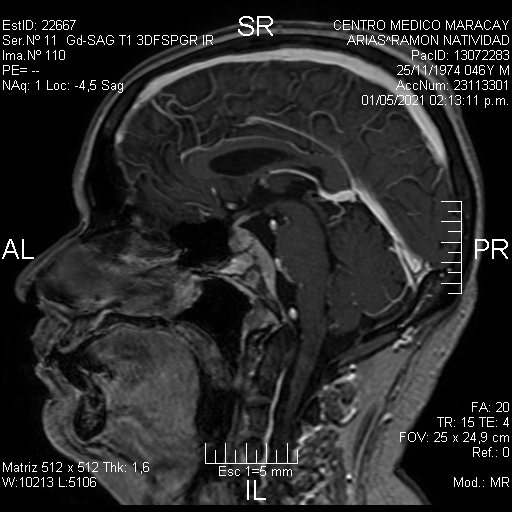 EstID: 22667
Ser.Nº 11 Gd-SAG T1 3DFSPGR IR
Ima.Nº 110
PE= --
NAq: 1 Loc: -4,5 Sag
SR
CENTRO MEDICO MARACAY
ARIAS^RAMON NATIVIDAD
PacID: 13072283
25/11/1974 046Y M
AccNum: 23113301
01/05/2021 02:13:11 p.m.
AL
PR
FA: 20
TR: 15 TE: 4
FOV: 25 x 24,9 cm
Ref.: 0
Matriz 512 x 512 Thk: 1,6
W:10213 L:5106
Esc 1=5 mm
IL
Mod.: MR